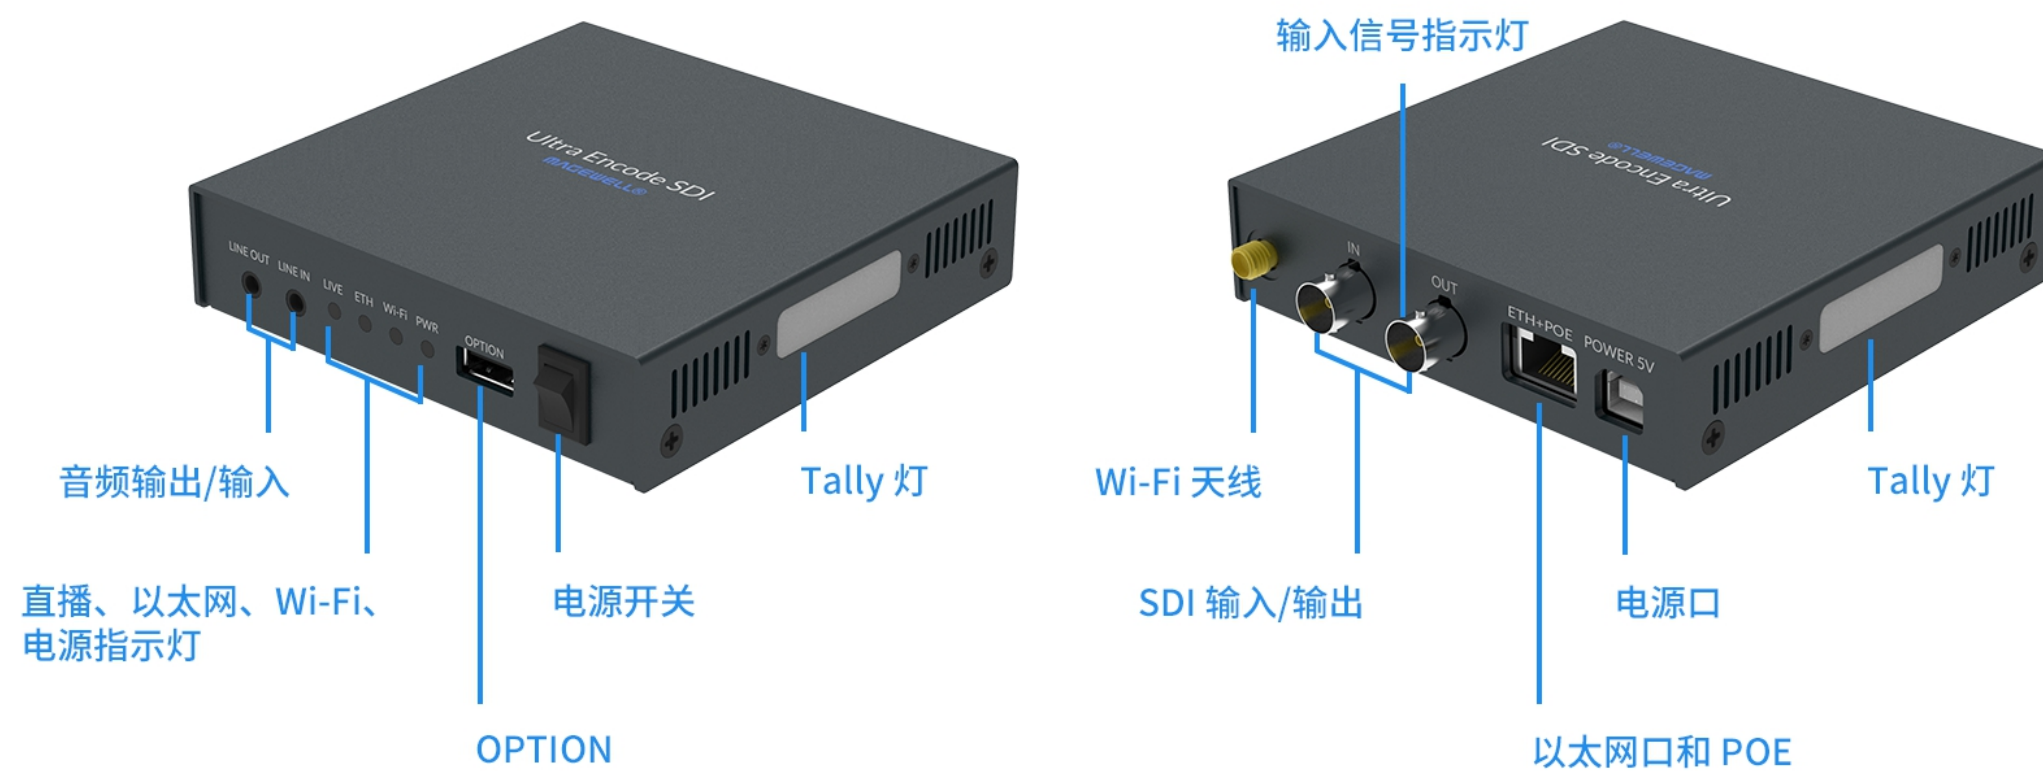 Ultra Encode SDI
MAGEWELL®
LINE OUT
LINE IN
LIVE
ETH
Wi-Fi
PWR
OPTION
音频输出/输入
直播、以太网、Wi-Fi、
电源指示灯
OPTION
电源开关
Tally 灯
输入信号指示灯
Ultra Encode SDI
MAGEWELL®
IN
OUT
ETH+POE
POWER 5V
Wi-Fi 天线
SDI 输入/输出
以太网口和 POE
电源口
Tally 灯